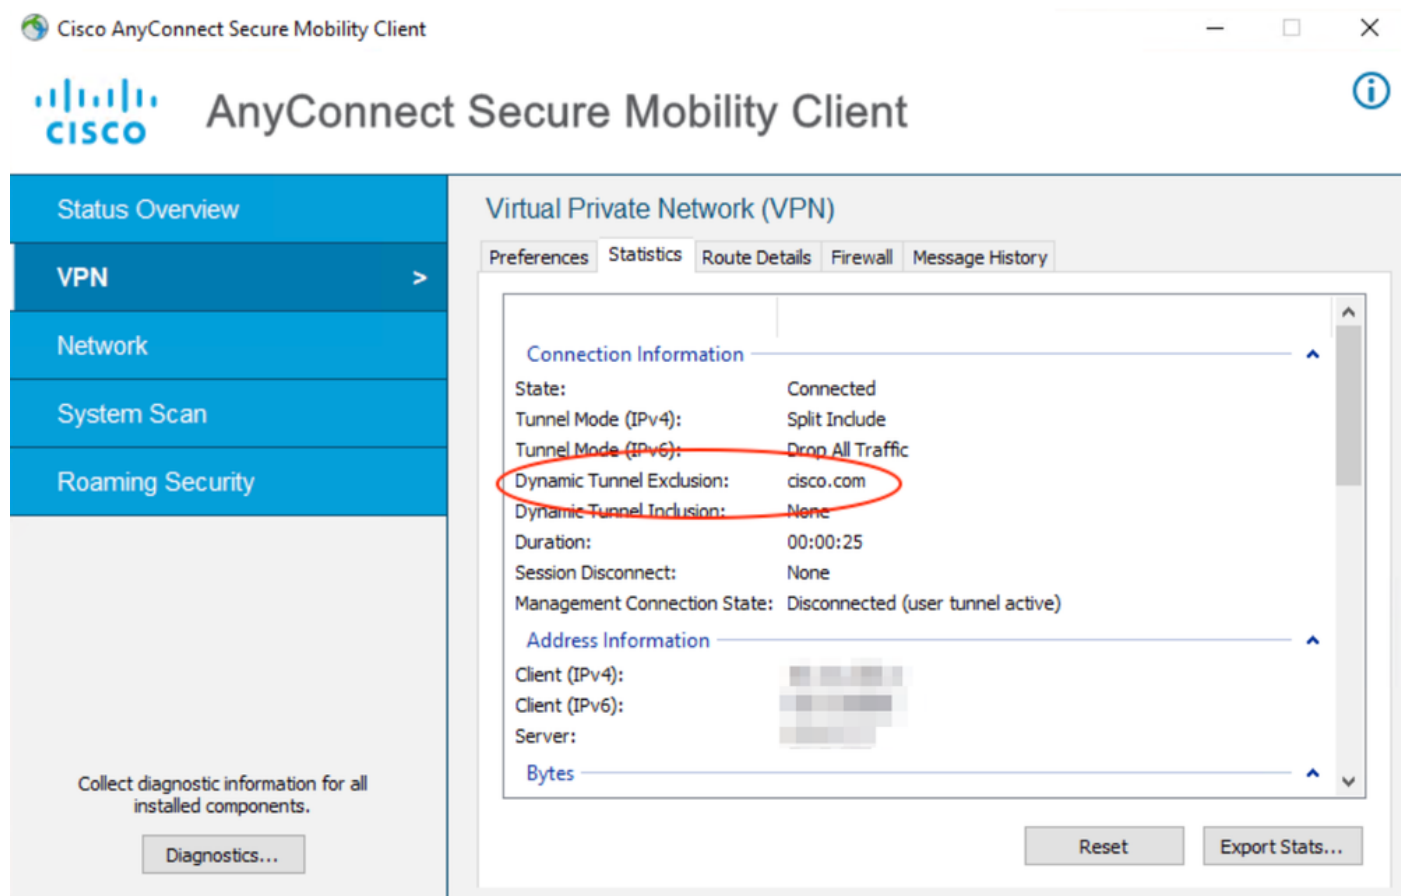 Cisco AnyConnect Secure Mobility Client
CISCO
AnyConnect Secure Mobility Client
Status Overview
VPN >
Network
System Scan
Roaming Security
Collect diagnostic information for all
installed components.
Diagnostics...
Virtual Private Network (VPN)
Preferences Statistics Route Details Firewall Message History
Connection Information
State: Connected
Tunnel Mode (IPv4): Split Include
Tunnel Mode (IPv6): Drop All Traffic
Dynamic Tunnel Exclusion: cisco.com
Dynamic Tunnel Inclusion: None
Duration: 00:00:25
Session Disconnect: None
Management Connection State: Disconnected (user tunnel active)
Address Information
Client (IPv4):
Client (IPv6):
Server:
Bytes
Reset Export Stats...